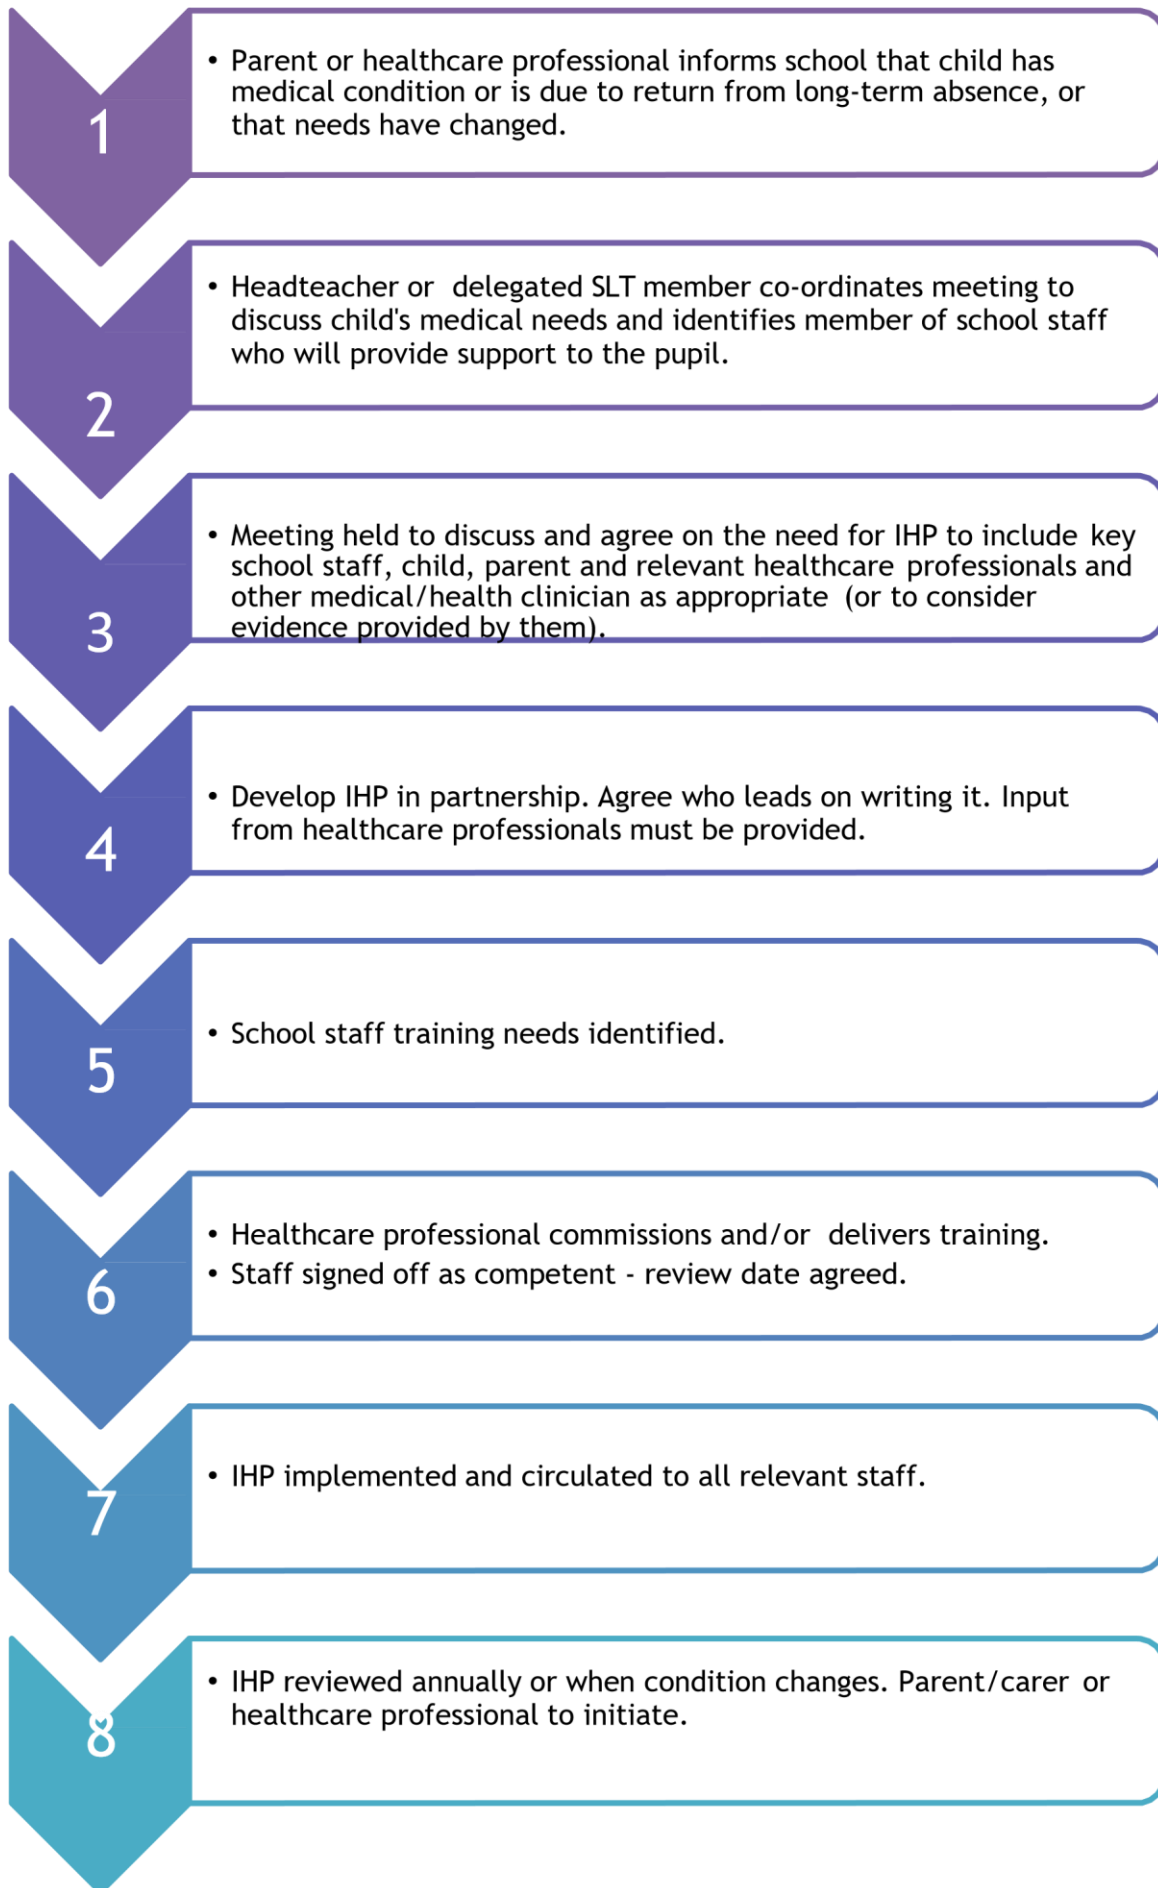 1
• Parent or healthcare professional informs school that child has
medical condition or is due to return from long-term absence, or
that needs have changed.
2
• Headteacher or delegated SLT member co-ordinates meeting to
discuss child's medical needs and identifies member of school staff
who will provide support to the pupil.
3
• Meeting held to discuss and agree on the need for IHP to include key
school staff, child, parent and relevant healthcare professionals and
other medical/health clinician as appropriate (or to consider
evidence provided by them).
4
• Develop IHP in partnership. Agree who leads on writing it. Input
from healthcare professionals must be provided.
5
• School staff training needs identified.
6
• Healthcare professional commissions and/or delivers training.
• Staff signed off as competent - review date agreed.
7
• IHP implemented and circulated to all relevant staff.
8
• IHP reviewed annually or when condition changes. Parent/carer or
healthcare professional to initiate.